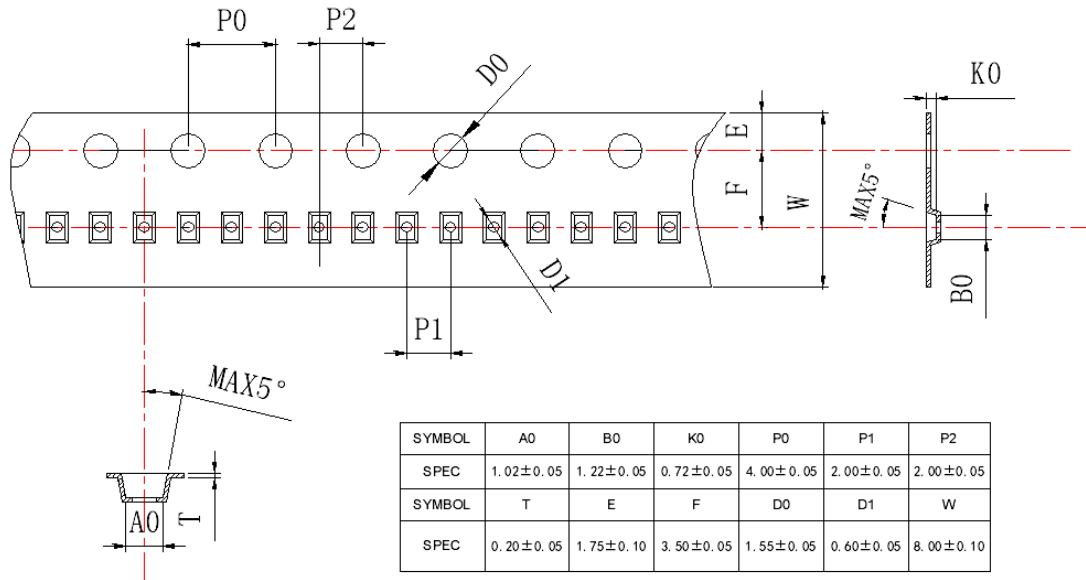 P0
P2
D0
K0
E
F
W
MAX5°
B0
D1
P1
MAX5°
A0
T
SYMBOL A0 B0 K0 P0 P1 P2
SPEC 1.02±0.05 1.22±0.05 0.72±0.05 4.00±0.05 2.00±0.05 2.00±0.05
SYMBOL T E F D0 D1 W
SPEC 0.20±0.05 1.75±0.10 3.50±0.05 1.55±0.05 0.60±0.05 8.00±0.10